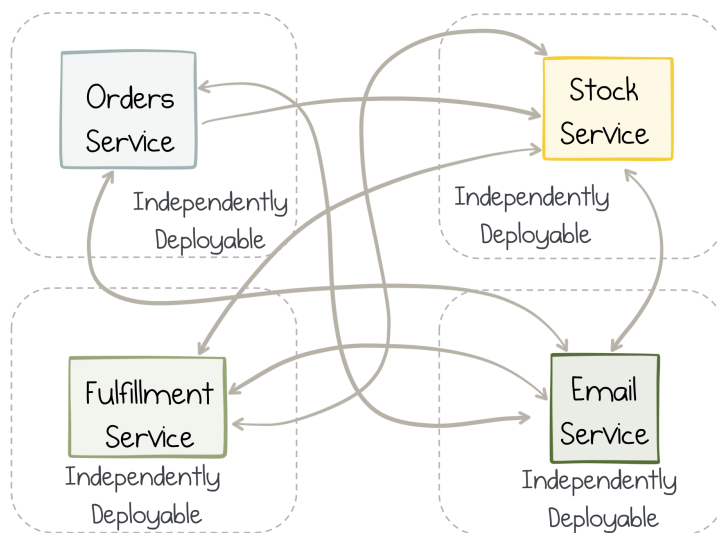 Orders
Service
Independently
Deployable
Stock
Service
Independently
Deployable
Fulfillment
Service
Independently
Deployable
Email
Service
Independently
Deployable